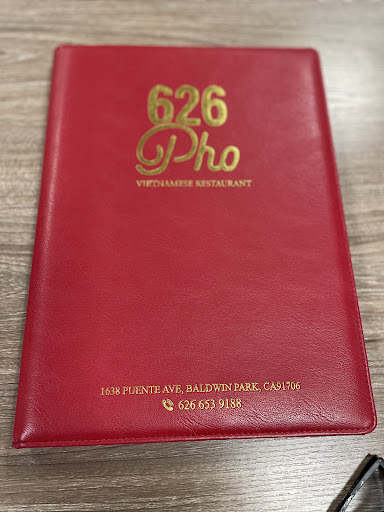 626
Pho
VIETNAMESE RESTAURANT
1638 PUENTE AVE, BALDWIN PARK, CA91706
626 653 9188